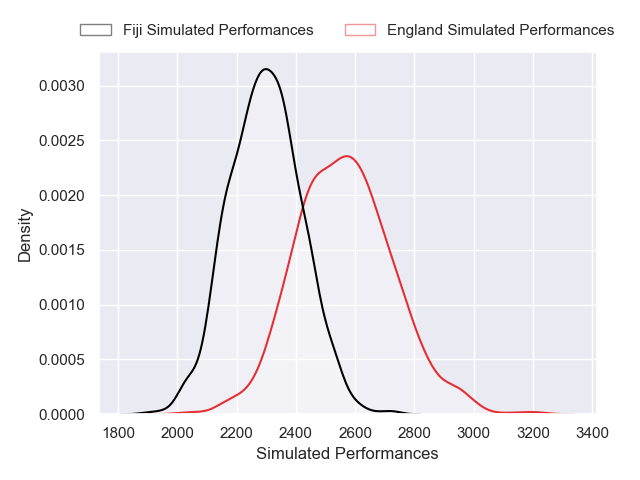 Fiji Simulated Performances England Simulated Performances
0.0030
0.0025
0.0020
0.0015
0.0010
0.0005
0.0000
Density
1800 2000 2200 2400 2600 2800 3000 3200 3400
Simulated Performances